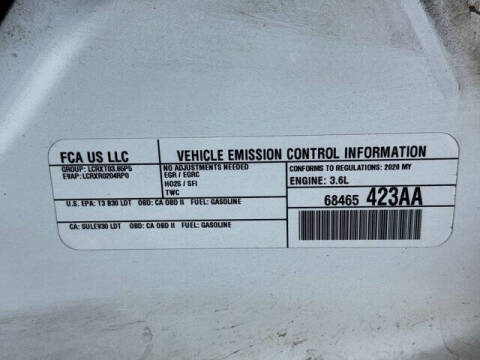 FCA US LLC
VEHICLE EMISSION CONTROL INFORMATION
GROUP: LCRXT03.65P5
EVAP: LCRXR0204RP0
NO ADJUSTMENTS NEEDED
EGR / EGRC
HO2S / SFI
TWC
CONFORMS TO REGULATIONS: 2020 MY
ENGINE: 3.6L
U.S. EPA: T3 B30 LDT OBD: CA OBD II FUEL: GASOLINE
68465 423AA
CA: SULEV30 LDT OBD: CA OBD II FUEL: GASOLINE